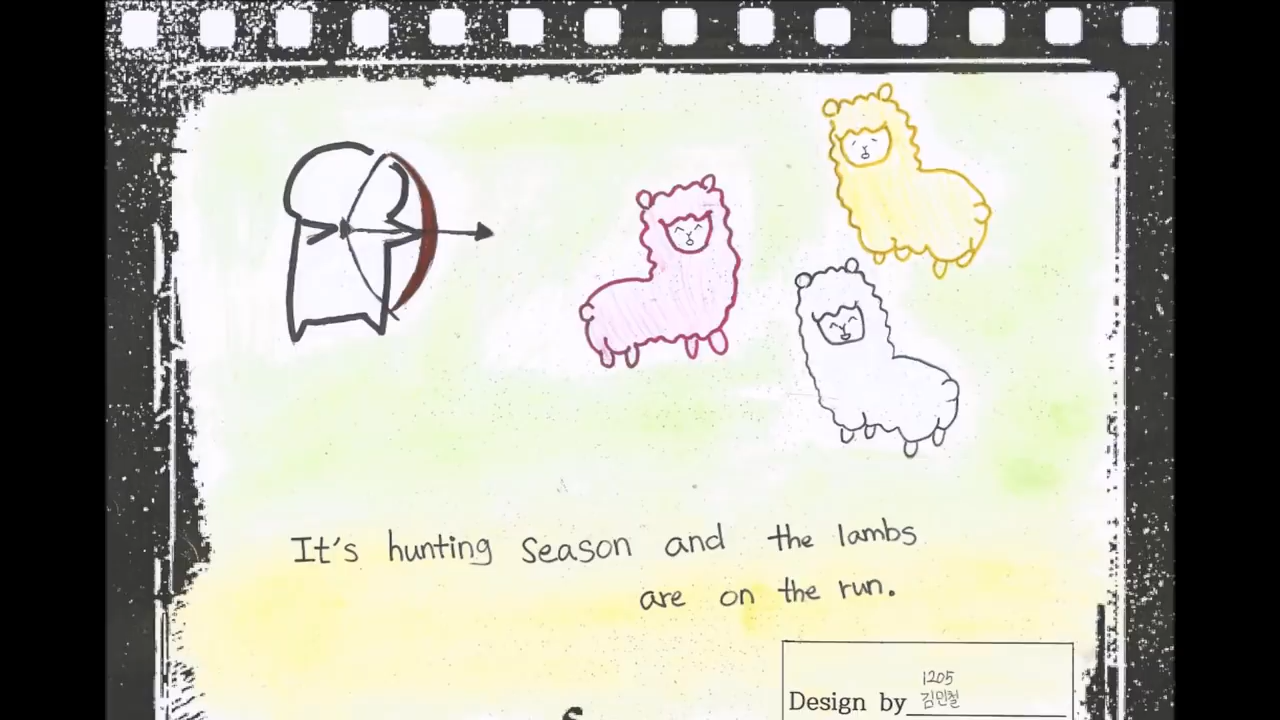 It's hunting season and the lambs
are on the run.
1205
Design by 김민철